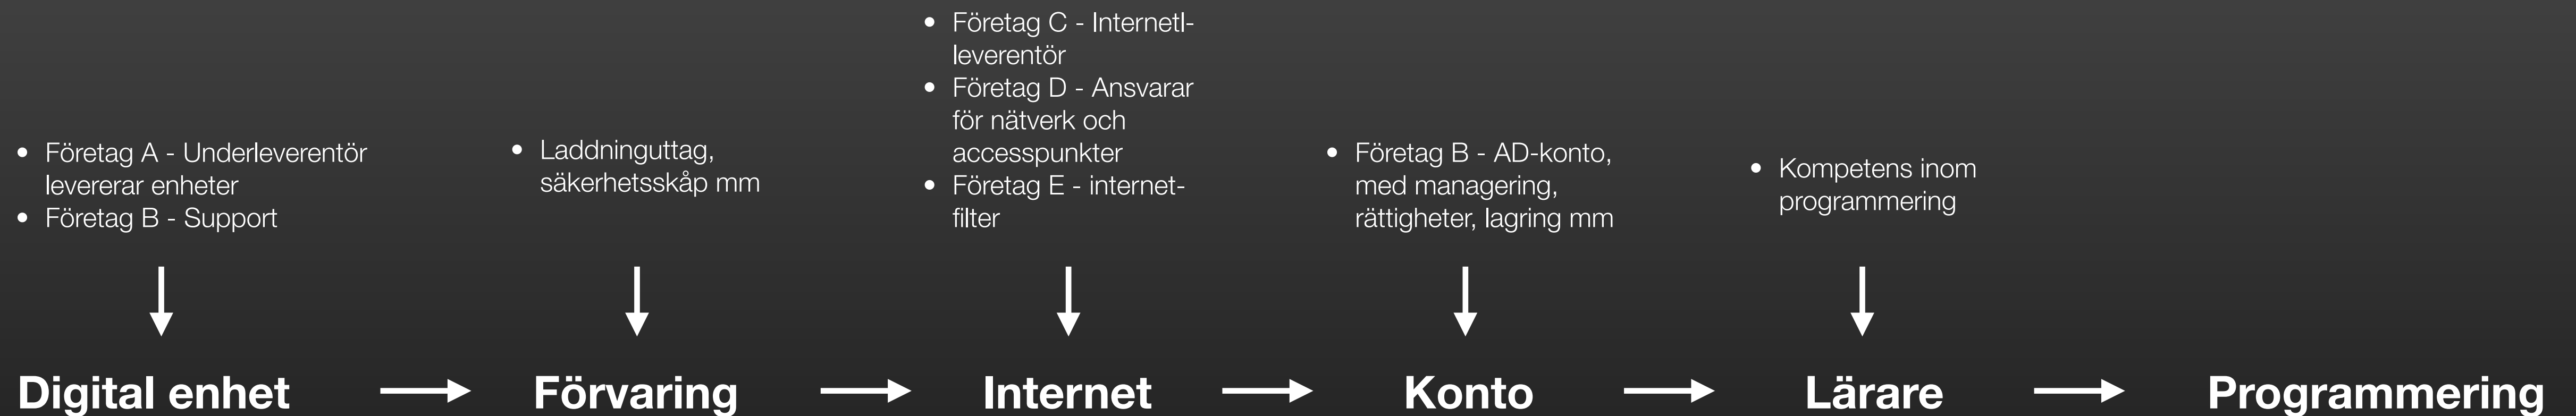 • Företag A - Underleverentör
levererar enheter
• Företag B - Support
• Laddninguttag,
säkerhetsskåp mm
• Företag C - Internetl-
leverentör
• Företag D - Ansvarar
för nätverk och
accesspunkter
• Företag E - internet-
filter
• Företag B - AD-konto,
med managering,
rättigheter, lagring mm
• Kompetens inom
programmering
Digital enhet
Förvaring
Internet
Konto
Lärare
Programmering